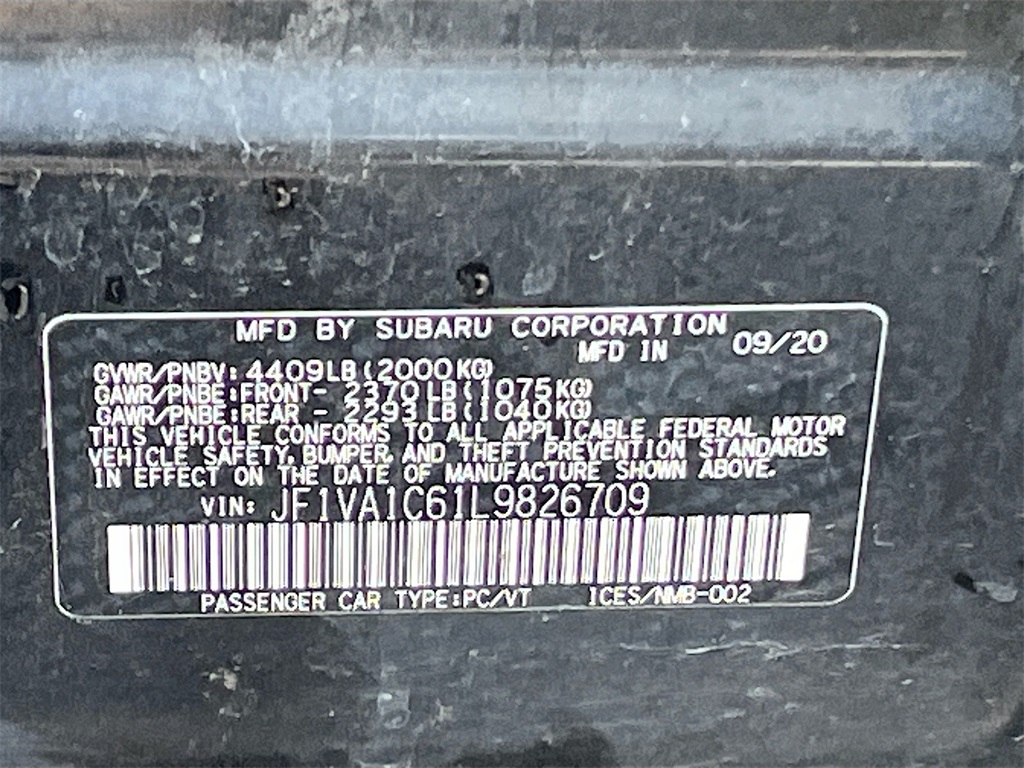 MFD BY SUBARU CORPORATION
MFD IN 09/20
GVWR/PNBV: 4409LB(2000KG)
GAWR/PNBE:FRONT- 2370LB(1075KG)
GAWR/PNBE:REAR - 2293LB(1040KG)
THIS VEHICLE CONFORMS TO ALL APPLICABLE FEDERAL MOTOR
VEHICLE SAFETY, BUMPER, AND THEFT PREVENTION STANDARDS
IN EFFECT ON THE DATE OF MANUFACTURE SHOWN ABOVE.
VIN: JF1VA1C61L9826709
PASSENGER CAR TYPE:PC/VT ICES/NMB-002